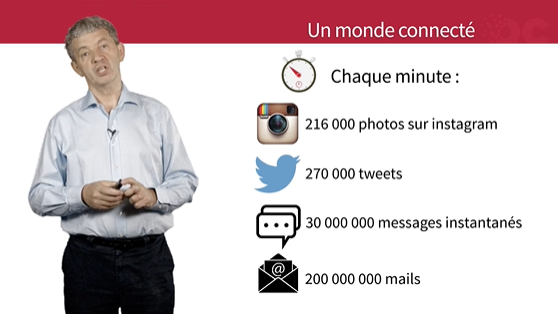 Un monde connecté
Chaque minute :
216 000 photos sur instagram
270 000 tweets
30 000 000 messages instantanés
@
200 000 000 mails